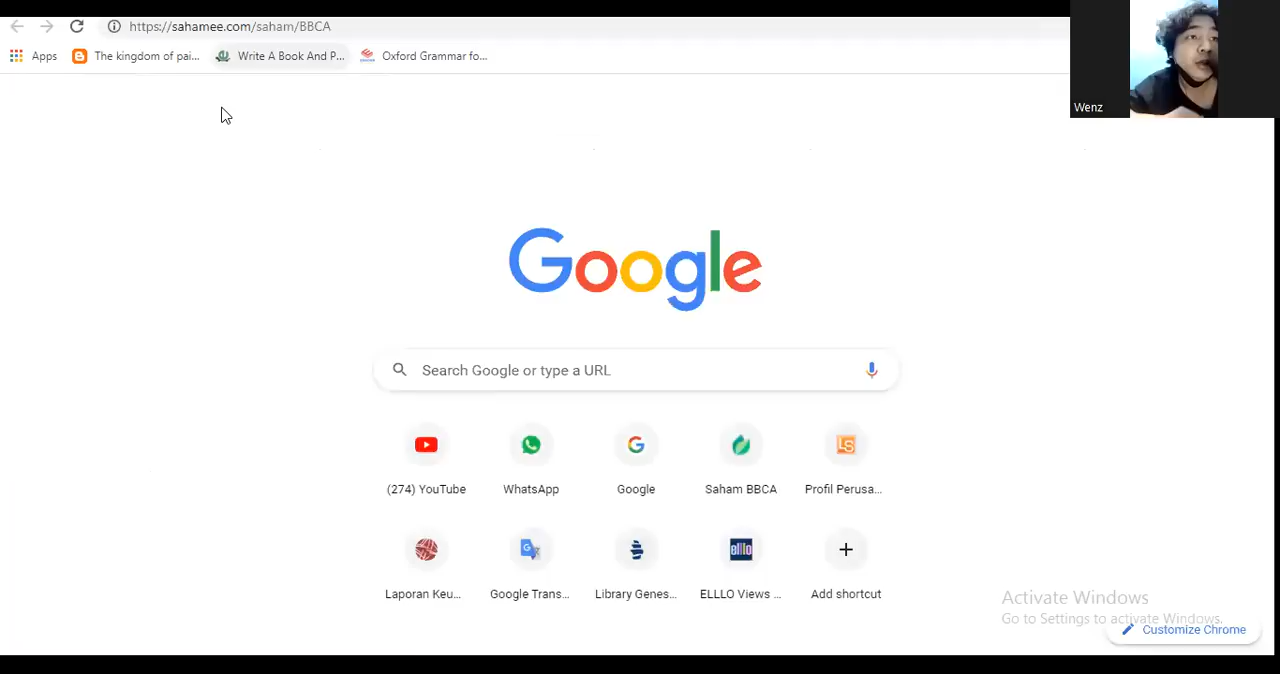 https://sahamee.com/saham/BBCA
Apps
The kingdom of pai...
Write A Book And P...
Oxford Grammar fo...
Wenz
Google
Search Google or type a URL
(274) YouTube
WhatsApp
Google
Saham BBCA
Profil Perusa...
LS
Laporan Keu...
Google Trans...
Library Genes...
elllo
ELLLO Views ...
Add shortcut
Activate Windows
Go to Settings to activate Windows.
Customize Chrome